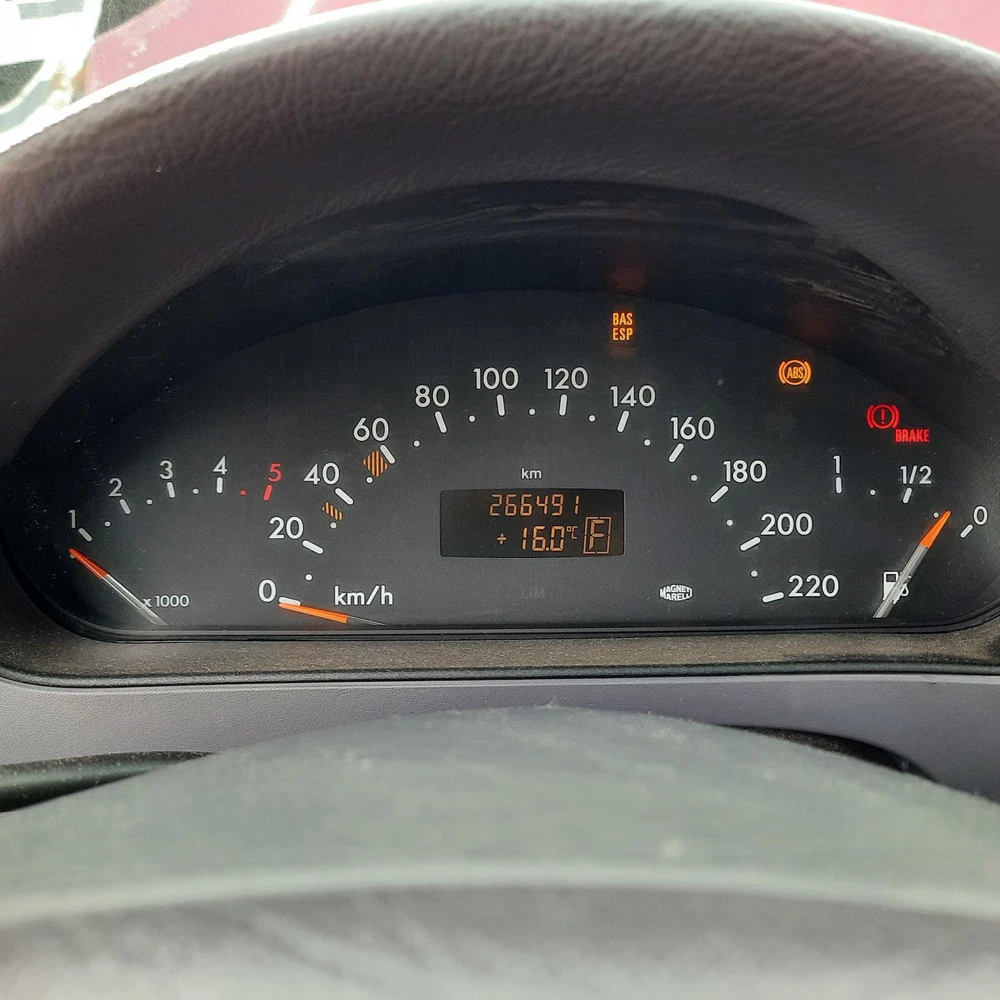 BAS
ESP
ABS
!
BRAKE
1
2
3
4
5
x 1000
0
20
40
60
80
100
120
140
160
180
200
220
km/h
km
266491
+16.0°C
F
LIM
MAGNETI
MARELLI
1
1/2
0